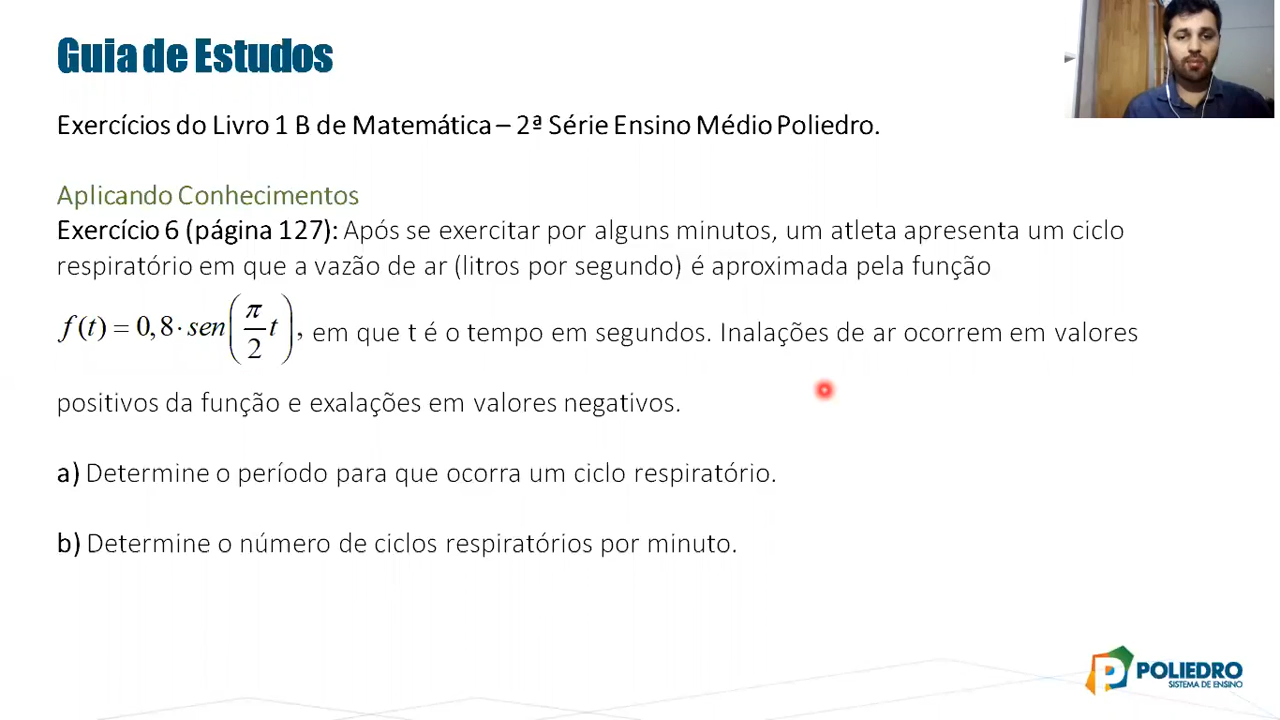 Guia de Estudos
Exercícios do Livro 1 B de Matemática – 2ª Série Ensino Médio Poliedro.
Aplicando Conhecimentos
Exercício 6 (página 127): Após se exercitar por alguns minutos, um atleta apresenta um ciclo
respiratório em que a vazão de ar (litros por segundo) é aproximada pela função
f(t) = 0,8·sen(π/2 t), em que t é o tempo em segundos. Inalações de ar ocorrem em valores
positivos da função e exalações em valores negativos.
a) Determine o período para que ocorra um ciclo respiratório.
b) Determine o número de ciclos respiratórios por minuto.
POLIEDRO
SISTEMA DE ENSINO